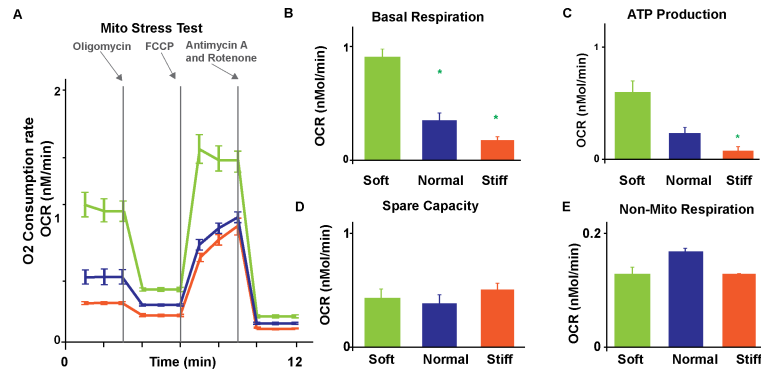 A
Mito Stress Test
Oligomycin
FCCP
Antimycin A
and Rotenone
O2 Consumption rate
OCR (nM/min)
2
1
0
0
Time (min)
12
B
Basal Respiration
OCR (nMol/min)
1
0
*
*
Soft
Normal
Stiff
C
ATP Production
OCR (nMol/min)
1
0
*
Soft
Normal
Stiff
D
Spare Capacity
OCR (nMol/min)
1
0
Soft
Normal
Stiff
E
Non-Mito Respiration
OCR (nMol/min)
0.2
0
Soft
Normal
Stiff